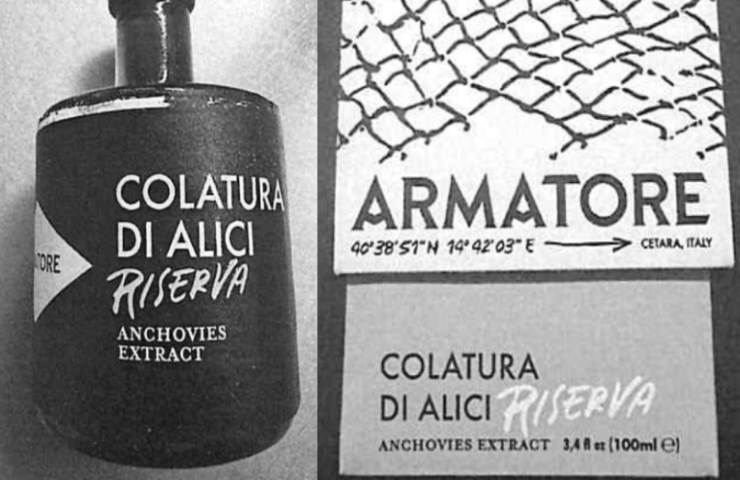 COLATURA
DI ALICI
RISERVA
ANCHOVIES
EXTRACT
ARMATORE
40°38'51"N 14°42'03"E
CETARA, ITALY
COLATURA
DI ALICI RISERVA
ANCHOVIES EXTRACT 3,4 fl oz (100ml ℮)